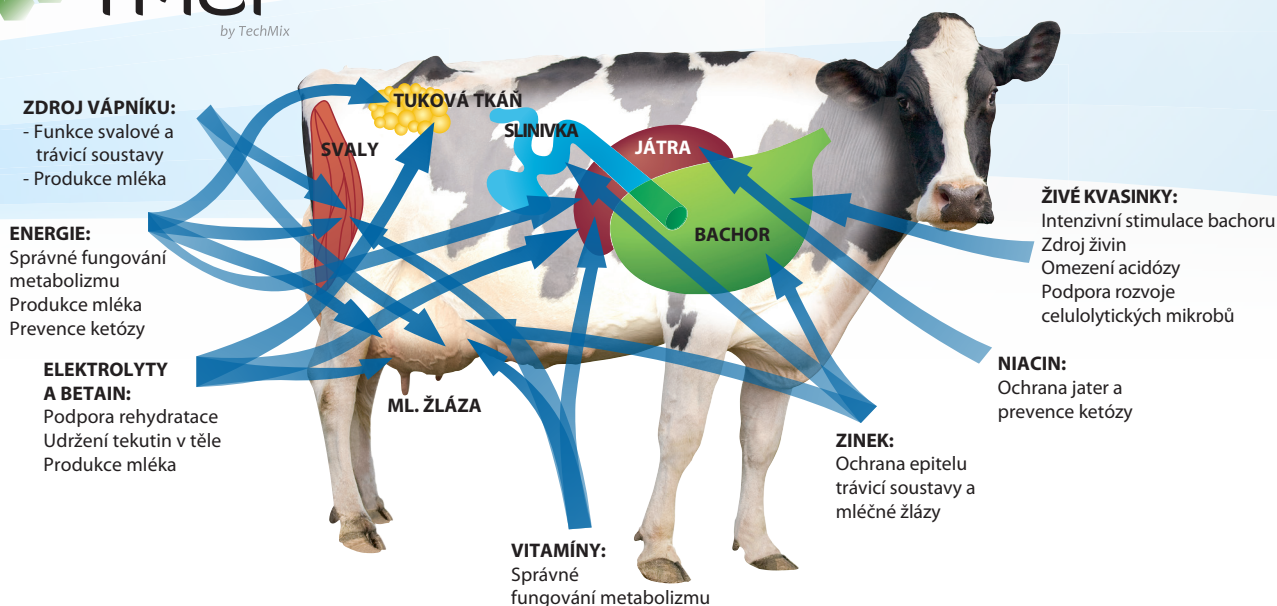 by TechMix
ZDROJ VÁPNÍKU:
- Funkce svalové a
trávicí soustavy
- Produkce mléka
ENERGIE:
Správné fungování
metabolizmu
Produkce mléka
Prevence ketózy
ELEKTROLYTY
A BETAIN:
Podpora rehydratace
Udržení tekutin v těle
Produkce mléka
SVALY
TUKOVÁ TKÁŇ
SLINIVKA
JÁTRA
BACHOR
ML. ŽLÁZA
VITAMÍNY:
Správné
fungování metabolizmu
ŽIVÉ KVASINKY:
Intenzivní stimulace bachoru
Zdroj živin
Omezení acidózy
Podpora rozvoje
celulolytických mikrobů
NIACIN:
Ochrana jater a
prevence ketózy
ZINEK:
Ochrana epitelu
trávicí soustavy a
mléčné žlázy